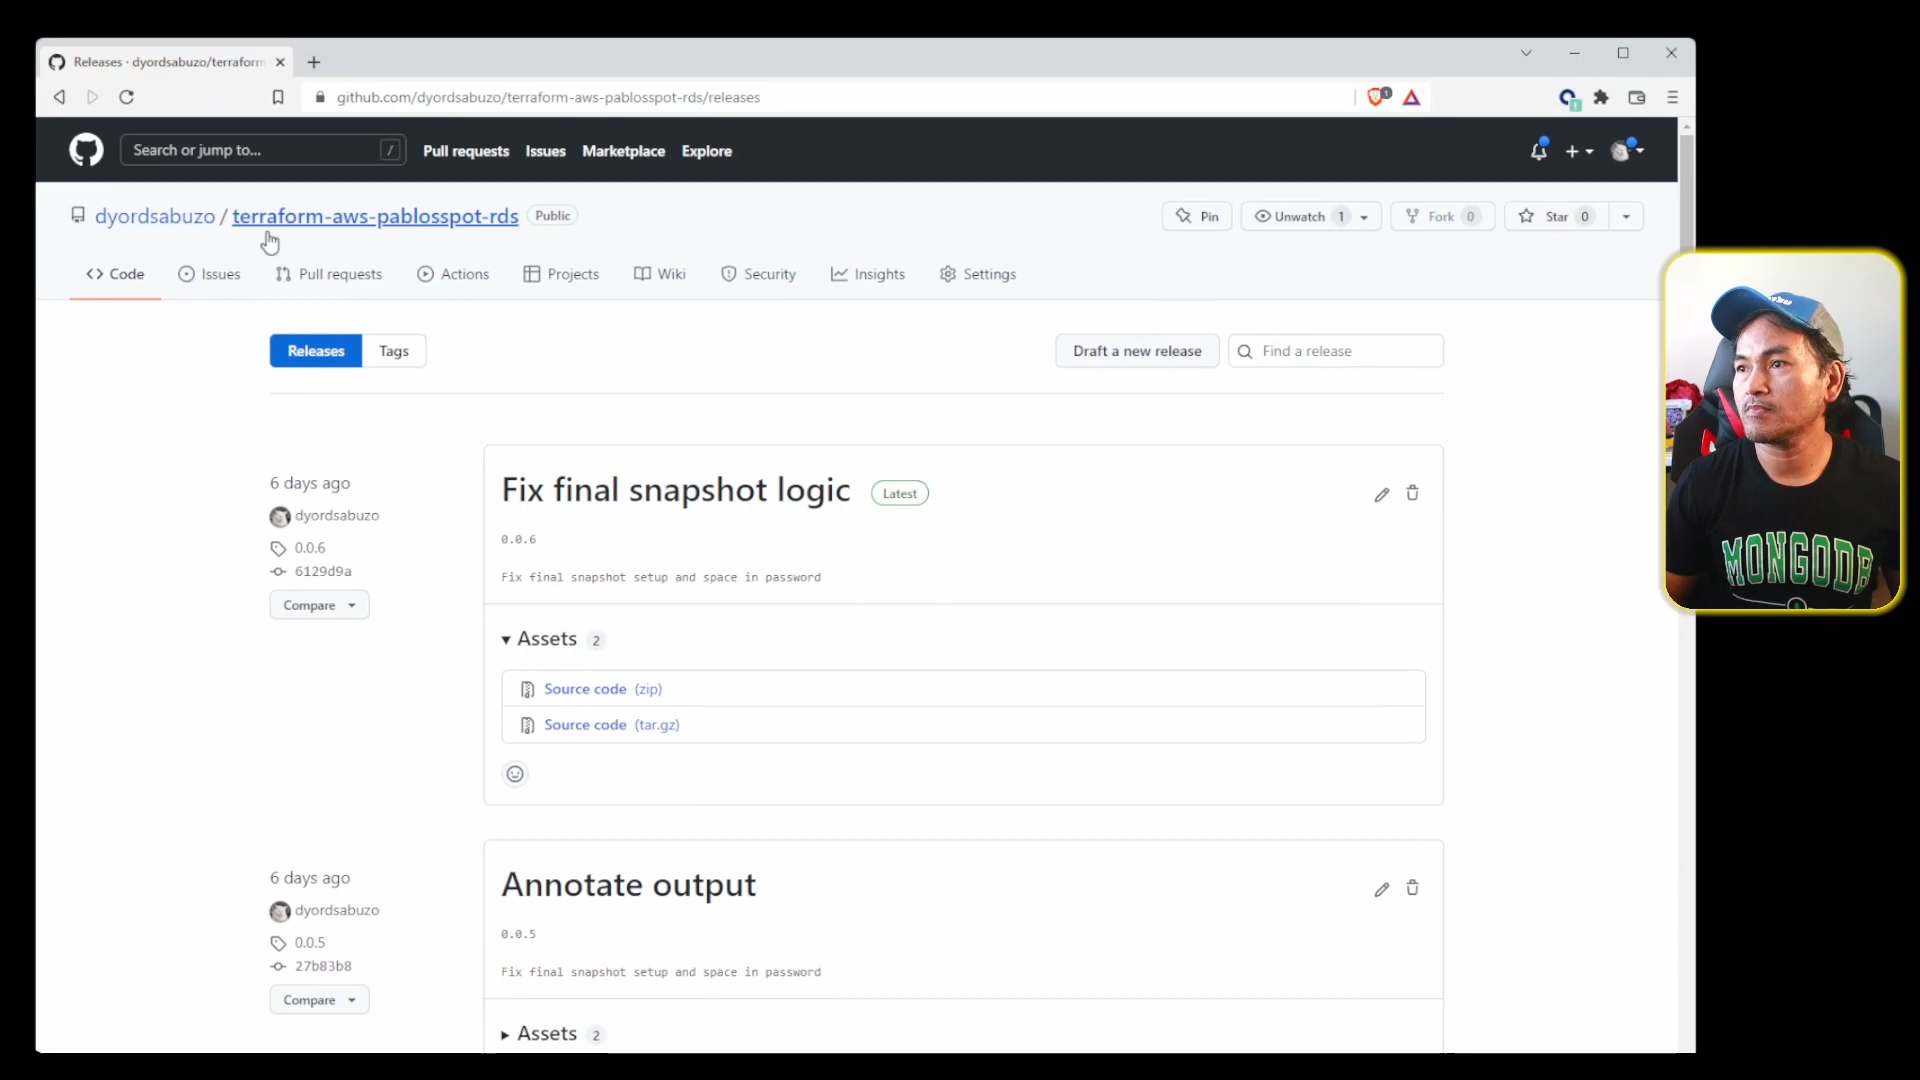 Releases · dyordsabuzo/terraform
github.com/dyordsabuzo/terraform-aws-pablosspot-rds/releases
1
Search or jump to... /
Pull requests Issues Marketplace Explore
dyordsabuzo / terraform-aws-pablosspot-rds Public
Pin Unwatch 1 Fork 0 Star 0
Code Issues Pull requests Actions Projects Wiki Security Insights Settings
Releases Tags
Draft a new release Find a release
6 days ago
dyordsabuzo
0.0.6
6129d9a
Compare
Fix final snapshot logic Latest
0.0.6
Fix final snapshot setup and space in password
Assets 2
Source code (zip)
Source code (tar.gz)
6 days ago
dyordsabuzo
0.0.5
27b83b8
Compare
Annotate output
0.0.5
Fix final snapshot setup and space in password
Assets 2
MONGODB